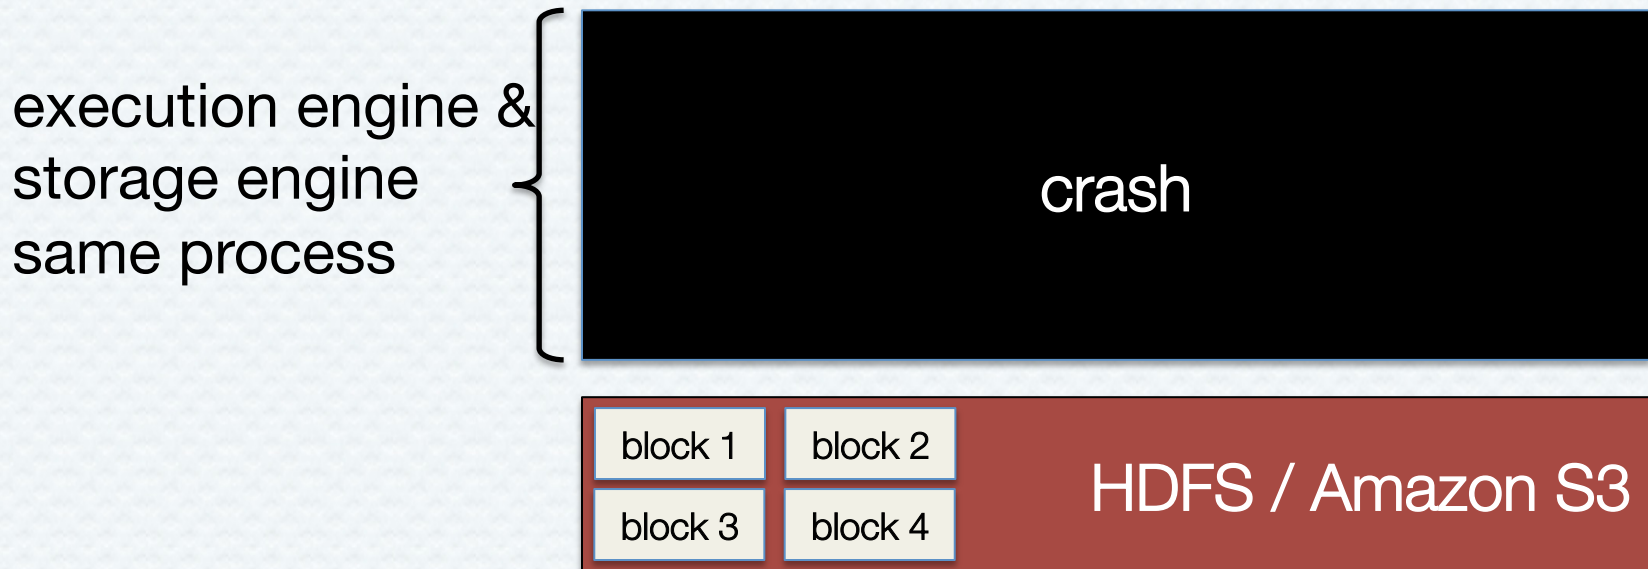 execution engine &
storage engine
same process
crash
block 1
block 2
block 3
block 4
HDFS / Amazon S3